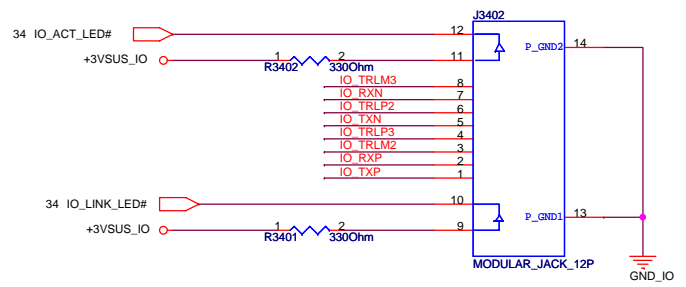 J3402
34 IO_ACT_LED#
12
+3VSUS_IO
1
2
11
R3402
330Ohm
P_GND2
14
IO_TRLM3
8
IO_RXN
7
IO_TRLP2
6
IO_TXN
5
IO_TRLP3
4
IO_TRLM2
3
IO_RXP
2
IO_TXP
1
34 IO_LINK_LED#
10
P_GND1
13
+3VSUS_IO
1
2
9
R3401
330Ohm
MODULAR_JACK_12P
GND_IO